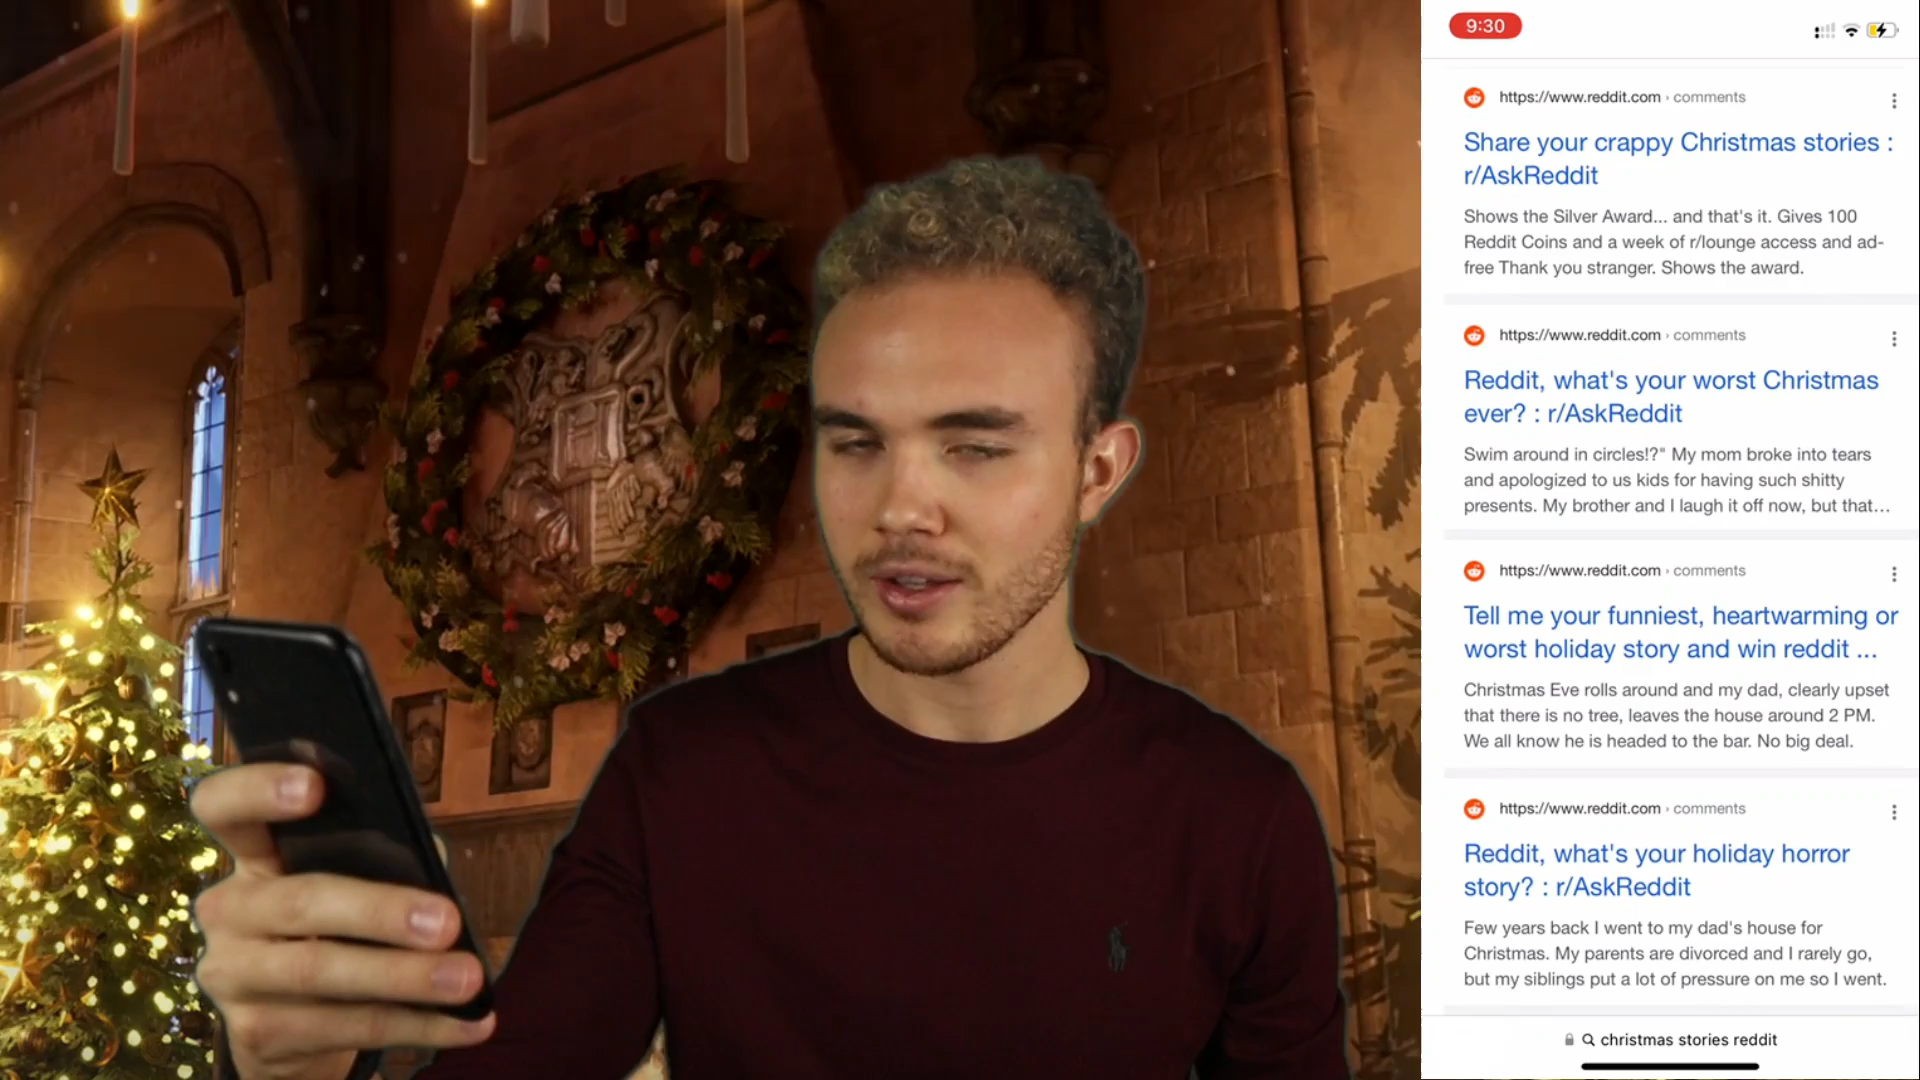 9:30
https://www.reddit.com › comments
Share your crappy Christmas stories :
r/AskReddit
Shows the Silver Award... and that's it. Gives 100
Reddit Coins and a week of r/lounge access and ad-
free Thank you stranger. Shows the award.
https://www.reddit.com › comments
Reddit, what's your worst Christmas
ever? : r/AskReddit
Swim around in circles!?" My mom broke into tears
and apologized to us kids for having such shitty
presents. My brother and I laugh it off now, but that...
https://www.reddit.com › comments
Tell me your funniest, heartwarming or
worst holiday story and win reddit ...
Christmas Eve rolls around and my dad, clearly upset
that there is no tree, leaves the house around 2 PM.
We all know he is headed to the bar. No big deal.
https://www.reddit.com › comments
Reddit, what's your holiday horror
story? : r/AskReddit
Few years back I went to my dad's house for
Christmas. My parents are divorced and I rarely go,
but my siblings put a lot of pressure on me so I went.
christmas stories reddit